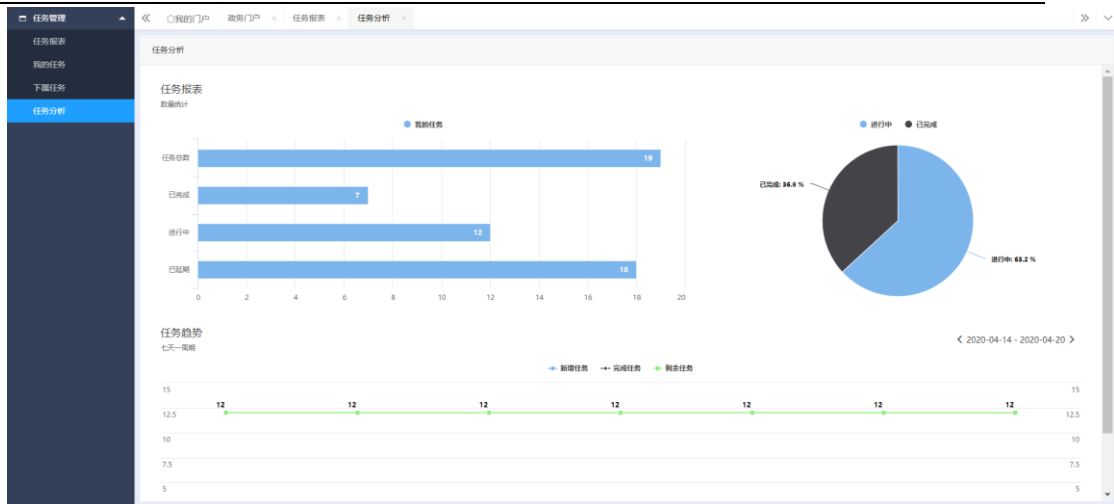 任务管理
任务报表
我的任务
下属任务
任务分析
我的门户 政务门户 × 任务报表 × 任务分析 ×
任务分析
任务报表
数量统计
我的任务
任务总数 19
已完成 7
进行中 12
已延期 18
0 2 4 6 8 10 12 14 16 18 20
进行中 已完成
已完成: 36.8 %
进行中: 63.2 %
任务趋势
七天一周期
2020-04-14 - 2020-04-20
新增任务 完成任务 剩余任务
15 15
12 12 12 12 12 12 12
12.5 12.5
10 10
7.5 7.5
5 5